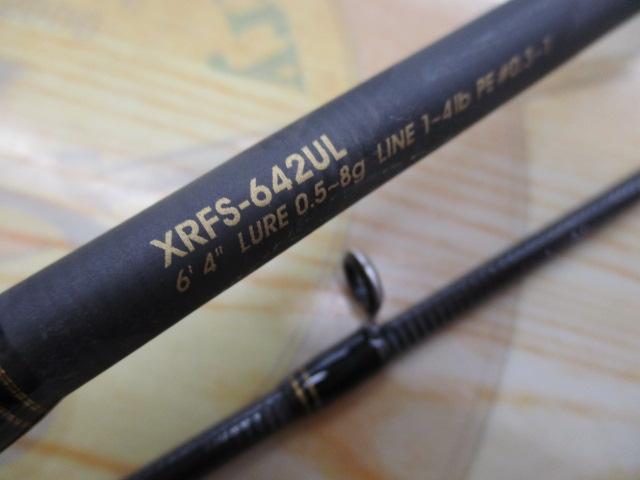 XRFS-642UL
6' 4" LURE 0.5~8g LINE 1-4lb PE #0.3-1